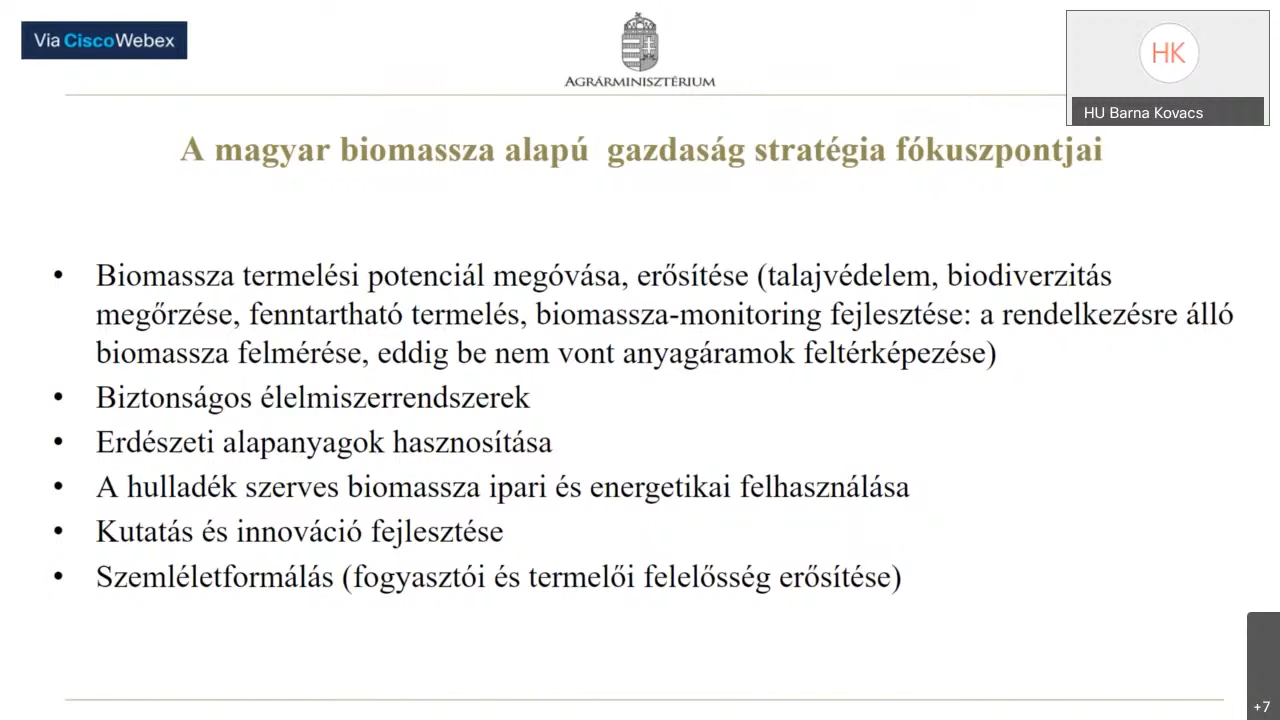 Via Cisco Webex
AGRÁRMINISZTÉRIUM
HK
HU Barna Kovacs
A magyar biomassza alapú gazdaság stratégia fókuszpontjai
• Biomassza termelési potenciál megóvása, erősítése (talajvédelem, biodiverzitás
megőrzése, fenntartható termelés, biomassza-monitoring fejlesztése: a rendelkezésre álló
biomassza felmérése, eddig be nem vont anyagáramok feltérképezése)
• Biztonságos élelmiszerrendszerek
• Erdészeti alapanyagok hasznosítása
• A hulladék szerves biomassza ipari és energetikai felhasználása
• Kutatás és innováció fejlesztése
• Szemléletformálás (fogyasztói és termelői felelősség erősítése)
+7